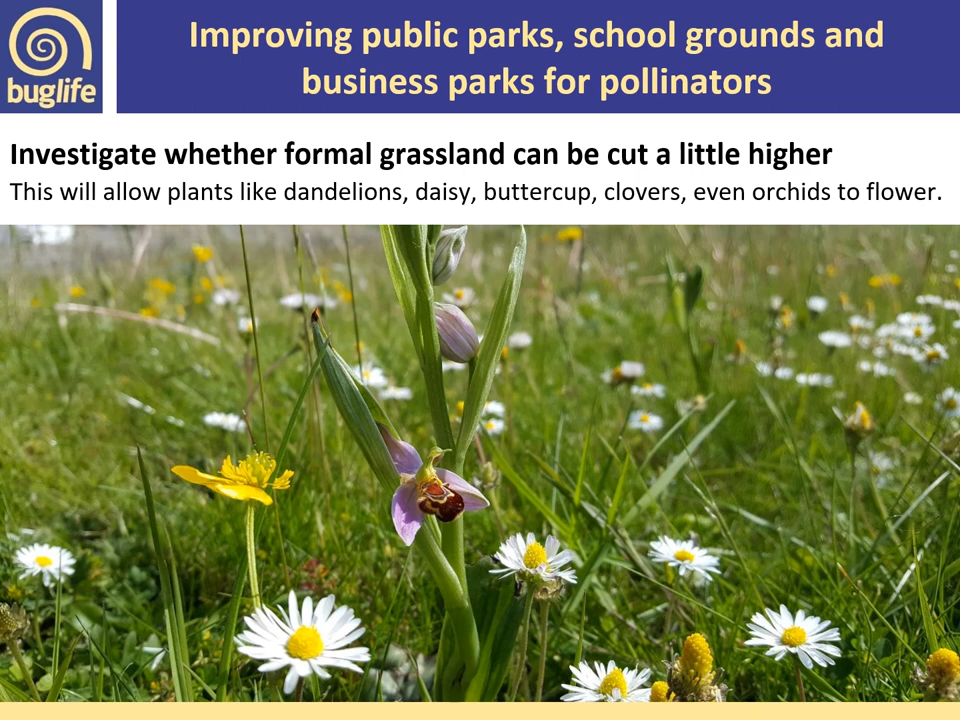 buglife
Improving public parks, school grounds and
business parks for pollinators
Investigate whether formal grassland can be cut a little higher
This will allow plants like dandelions, daisy, buttercup, clovers, even orchids to flower.